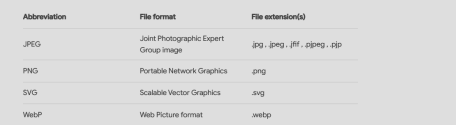 Abbreviation File format File extension(s)
JPEG Joint Photographic Expert Group image .jpg , .jpeg , .jfif , .pjpeg , .pjp
PNG Portable Network Graphics .png
SVG Scalable Vector Graphics .svg
WebP Web Picture format .webp